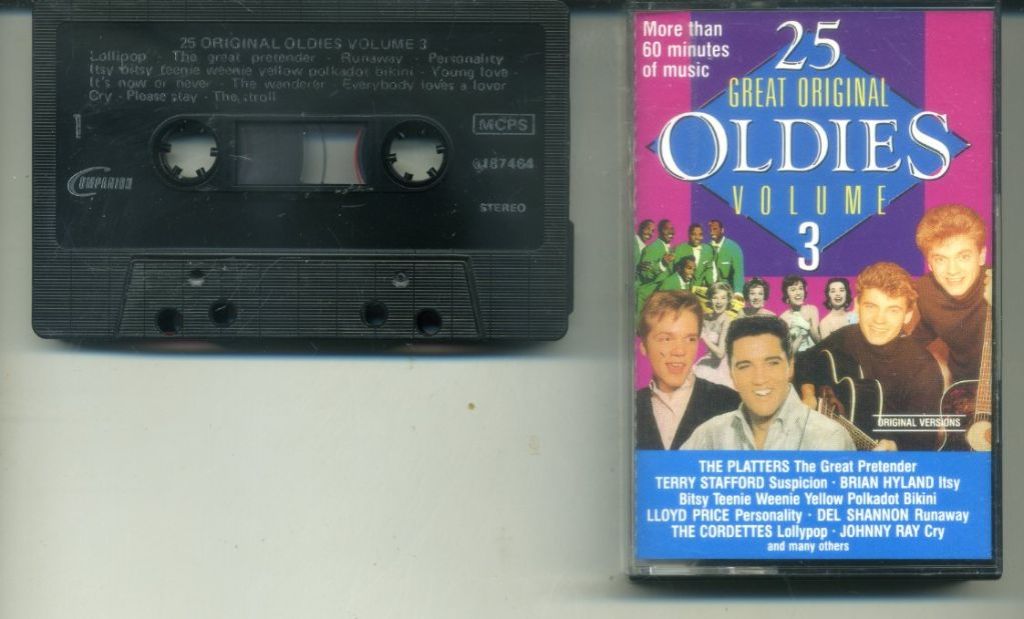 25 ORIGINAL OLDIES VOLUME 3
Lollipop - The great pretender - Runaway - Personality
Itsy bitsy teenie weenie yellow polkadot bikini - Young love -
It's now or never - The wanderer - Everybody loves a lover
Cry - Please stay - The stroll
1
MCPS
COMPANION
6187464
STEREO
More than
60 minutes
of music
25
GREAT ORIGINAL
OLDIES
VOLUME
3
ORIGINAL VERSIONS
THE PLATTERS The Great Pretender
TERRY STAFFORD Suspicion · BRIAN HYLAND Itsy
Bitsy Teenie Weenie Yellow Polkadot Bikini
LLOYD PRICE Personality · DEL SHANNON Runaway
THE CORDETTES Lollypop · JOHNNY RAY Cry
and many others